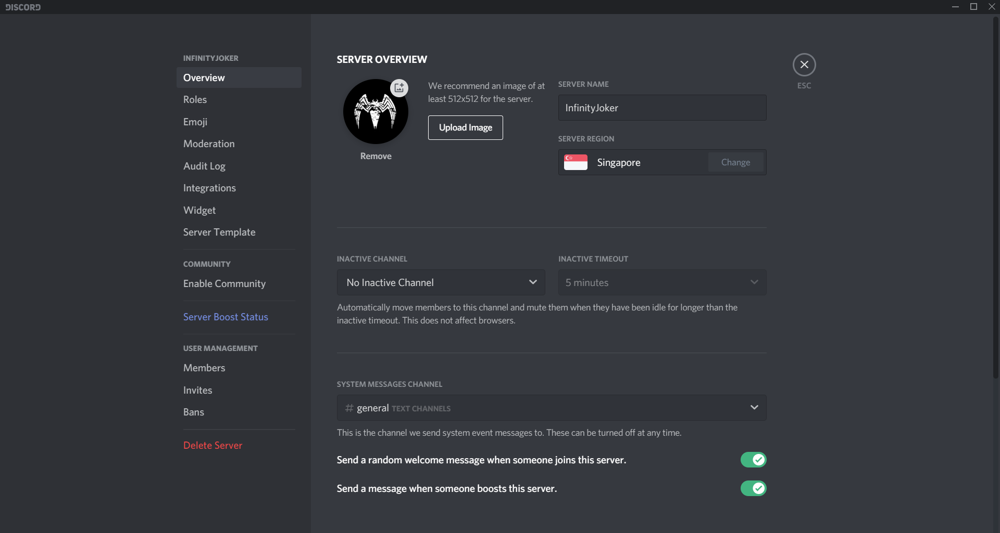 DISCORD
INFINITYJOKER
Overview
Roles
Emoji
Moderation
Audit Log
Integrations
Widget
Server Template
COMMUNITY
Enable Community
Server Boost Status
USER MANAGEMENT
Members
Invites
Bans
Delete Server
SERVER OVERVIEW
Remove
We recommend an image of at
least 512x512 for the server.
Upload Image
SERVER NAME
InfinityJoker
SERVER REGION
Singapore
Change
ESC
INACTIVE CHANNEL
No Inactive Channel
INACTIVE TIMEOUT
5 minutes
Automatically move members to this channel and mute them when they have been idle for longer than the
inactive timeout. This does not affect browsers.
SYSTEM MESSAGES CHANNEL
# general TEXT CHANNELS
This is the channel we send system event messages to. These can be turned off at any time.
Send a random welcome message when someone joins this server.
Send a message when someone boosts this server.